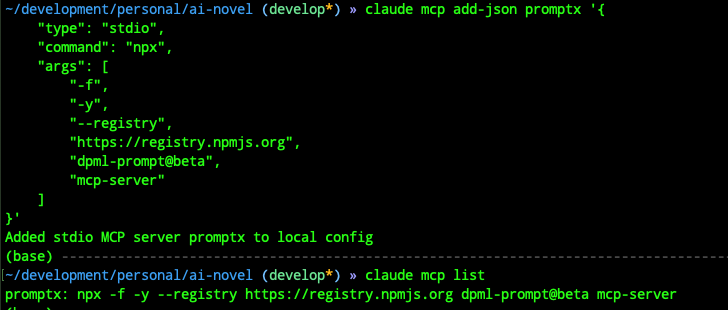 ~/development/personal/ai-novel (develop*) » claude mcp add-json promptx '{
    "type": "stdio",
    "command": "npx",
    "args": [
        "-f",
        "-y",
        "--registry",
        "https://registry.npmjs.org",
        "dpml-prompt@beta",
        "mcp-server"
    ]
}'
Added stdio MCP server promptx to local config
(base) ------------------------------------------------------------
[~/development/personal/ai-novel (develop*) » claude mcp list
promptx: npx -f -y --registry https://registry.npmjs.org dpml-prompt@beta mcp-server